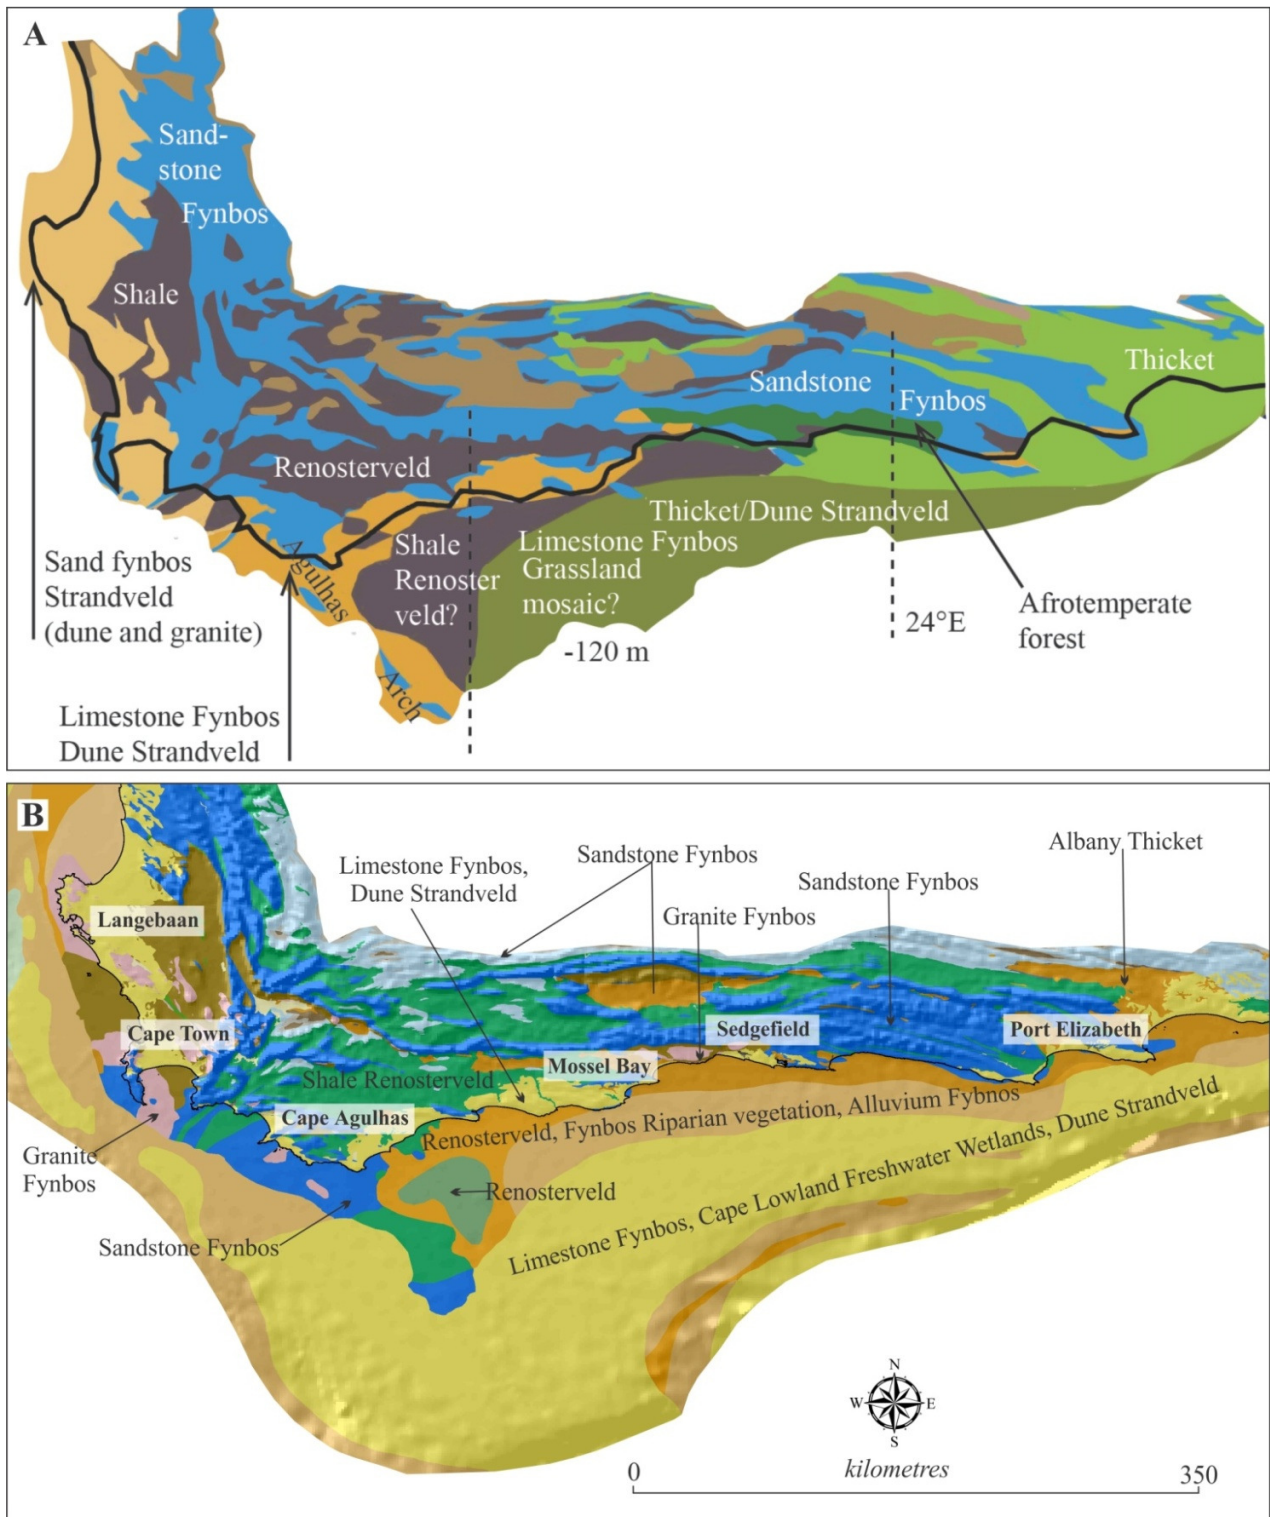 A
Sand-
stone
Fynbos
Shale
Sandstone
Fynbos
Thicket
Renosterveld
Agulhas
Arch
Shale
Renoster
veld?
Thicket/Dune Strandveld
Limestone Fynbos
Grassland
mosaic?
-120 m
24°E
Afrotemperate
forest
Sand fynbos
Strandveld
(dune and granite)
Limestone Fynbos
Dune Strandveld
B
Limestone Fynbos,
Dune Strandveld
Sandstone Fynbos
Granite Fynbos
Sandstone Fynbos
Albany Thicket
Langebaan
Cape Town
Sedgefield
Port Elizabeth
Mossel Bay
Shale Renosterveld
Cape Agulhas
Renosterveld, Fynbos Riparian vegetation, Alluvium Fybnos
Granite
Fynbos
Renosterveld
Sandstone Fynbos
Limestone Fynbos, Cape Lowland Freshwater Wetlands, Dune Strandveld
N
W
E
S
kilometres
0
350